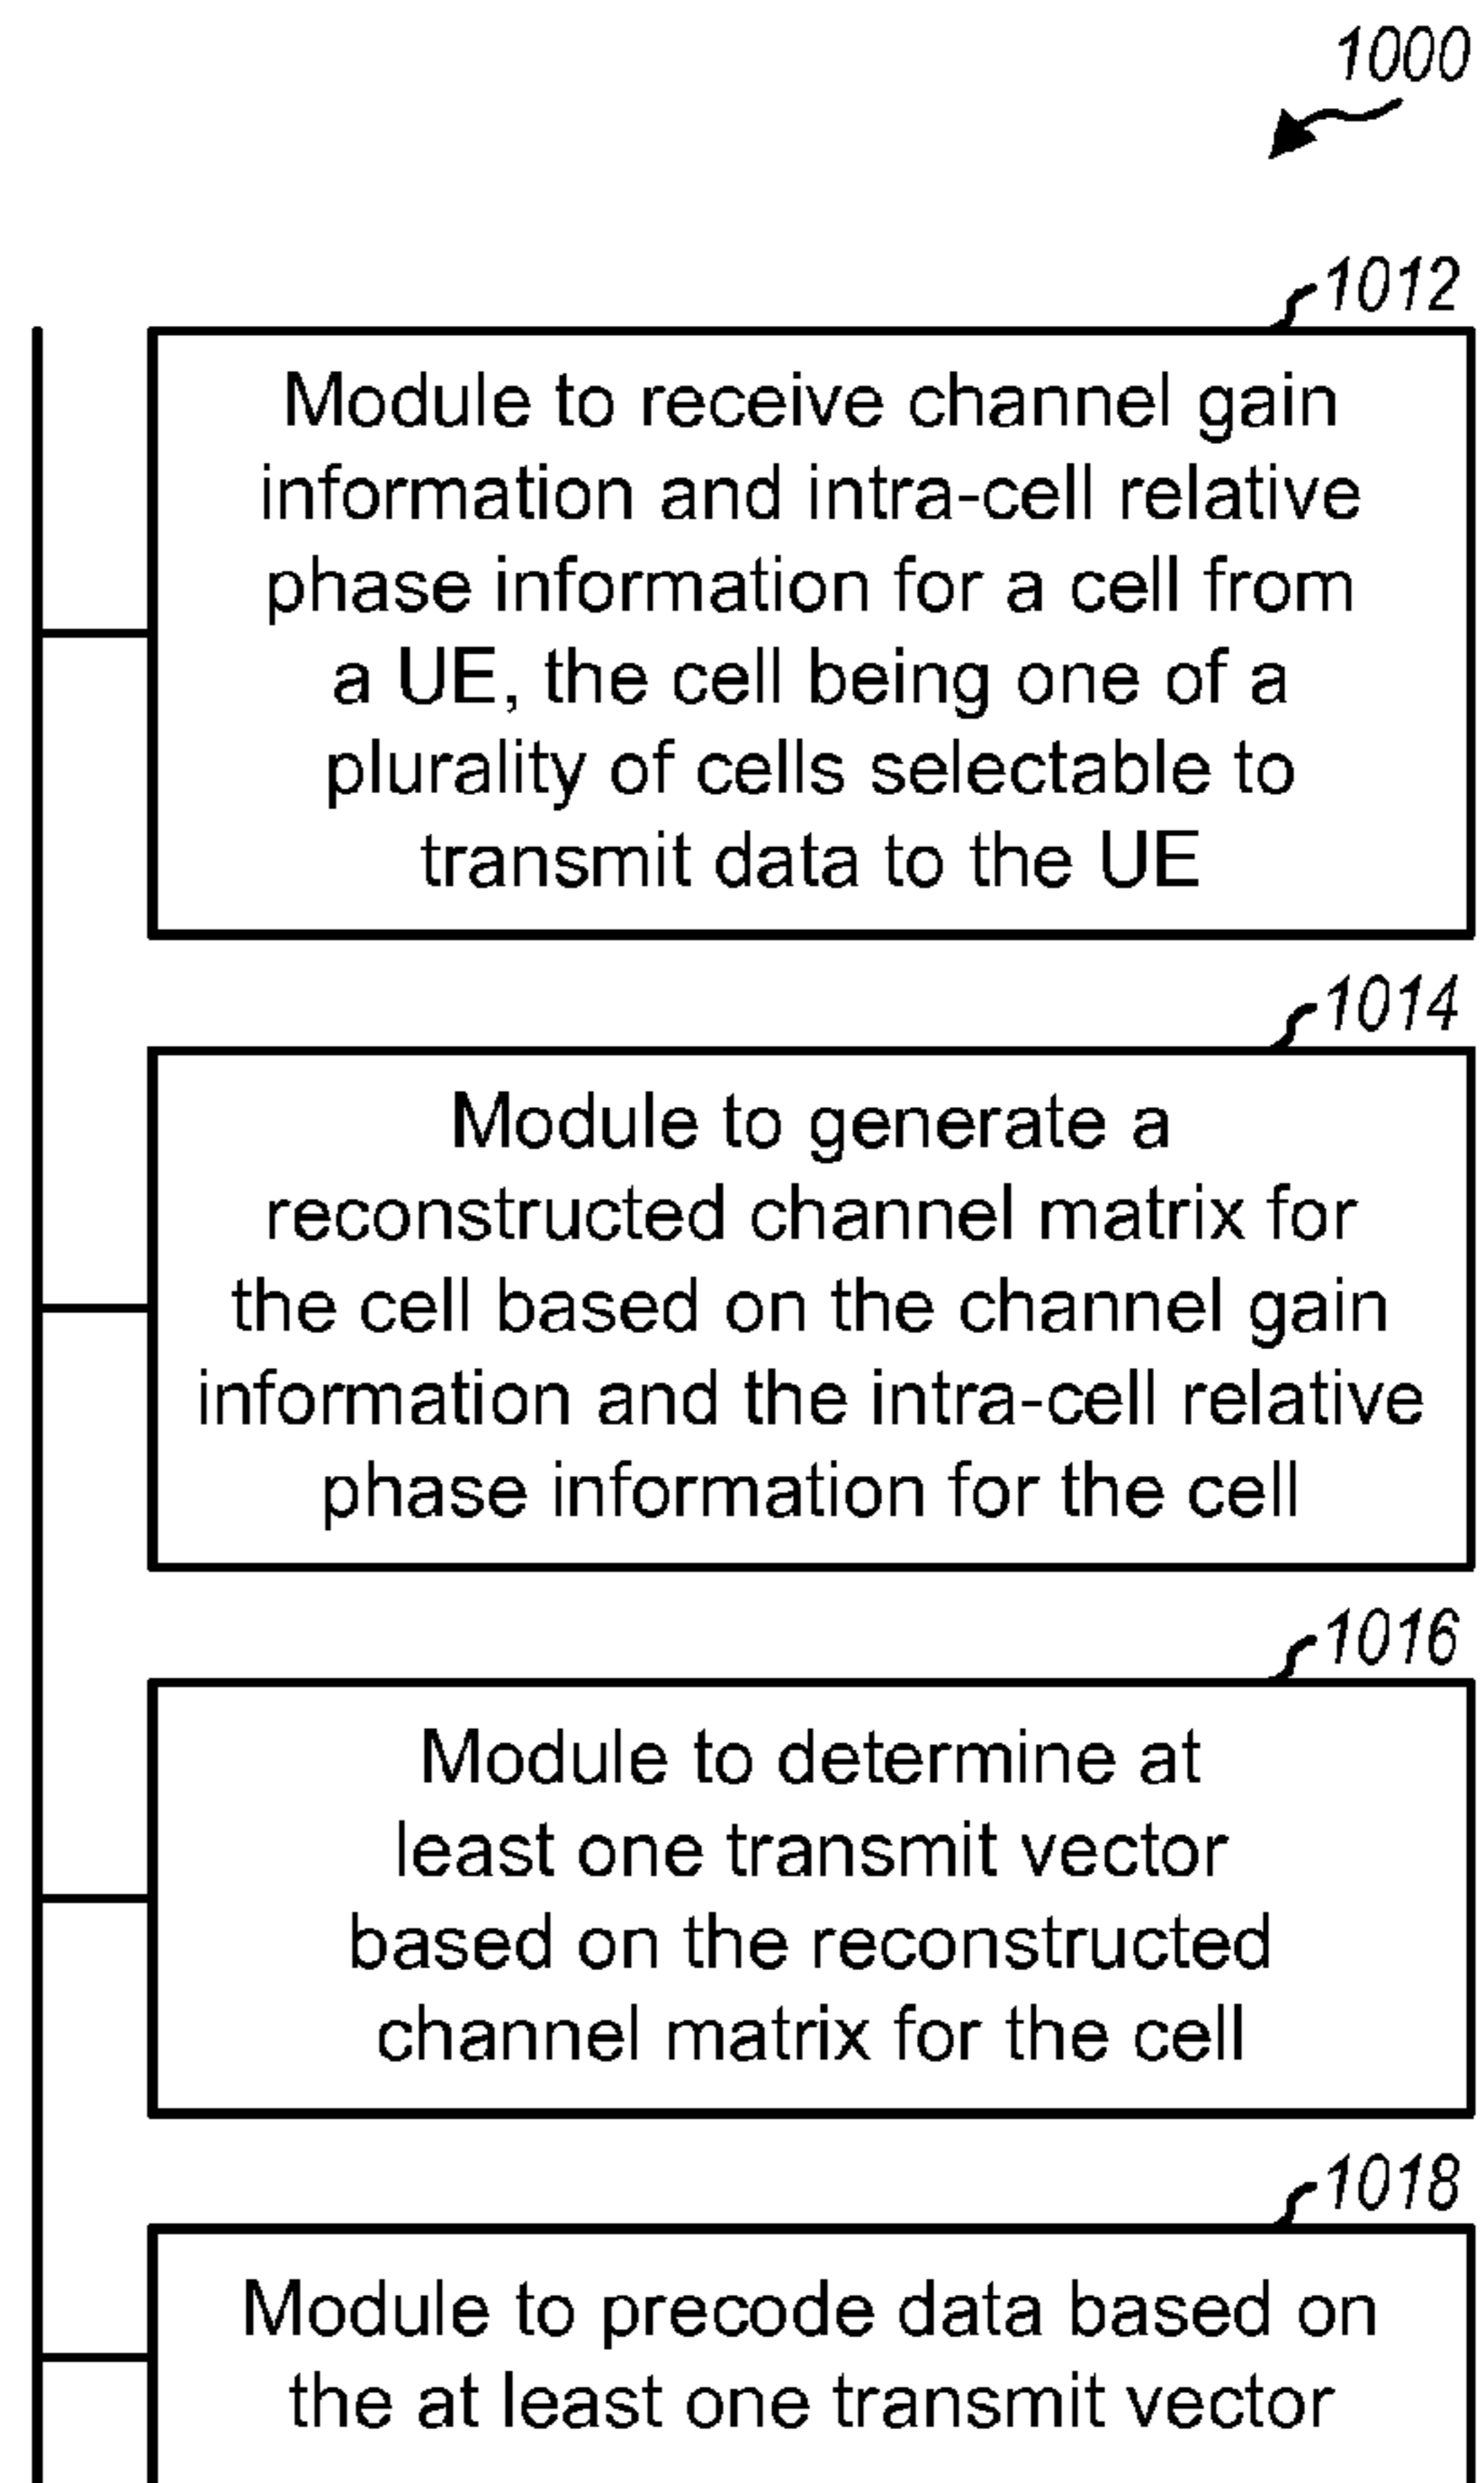 1000
1012
Module to receive channel gain
information and intra-cell relative
phase information for a cell from
a UE, the cell being one of a
plurality of cells selectable to
transmit data to the UE
1014
Module to generate a
reconstructed channel matrix for
the cell based on the channel gain
information and the intra-cell relative
phase information for the cell
1016
Module to determine at
least one transmit vector
based on the reconstructed
channel matrix for the cell
1018
Module to precode data based on
the at least one transmit vector